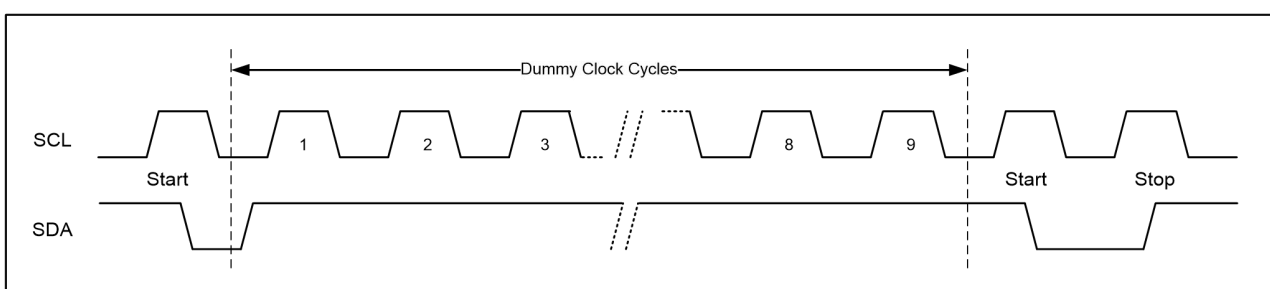 Dummy Clock Cycles
SCL
1 2 3 8 9
Start Start Stop
SDA